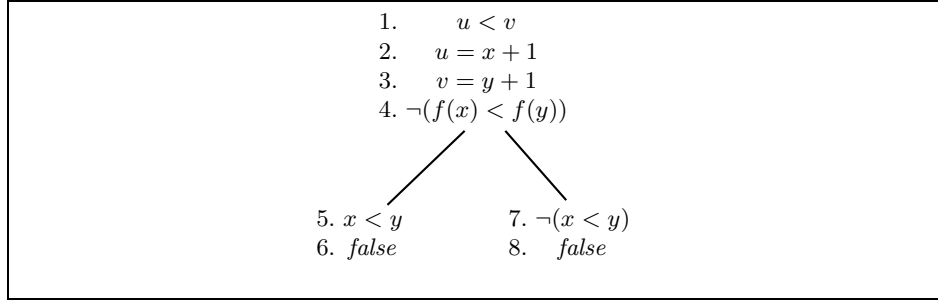 1. u < v
2. u = x + 1
3. v = y + 1
4. ¬(f(x) < f(y))
5. x < y
6. false
7. ¬(x < y)
8. false